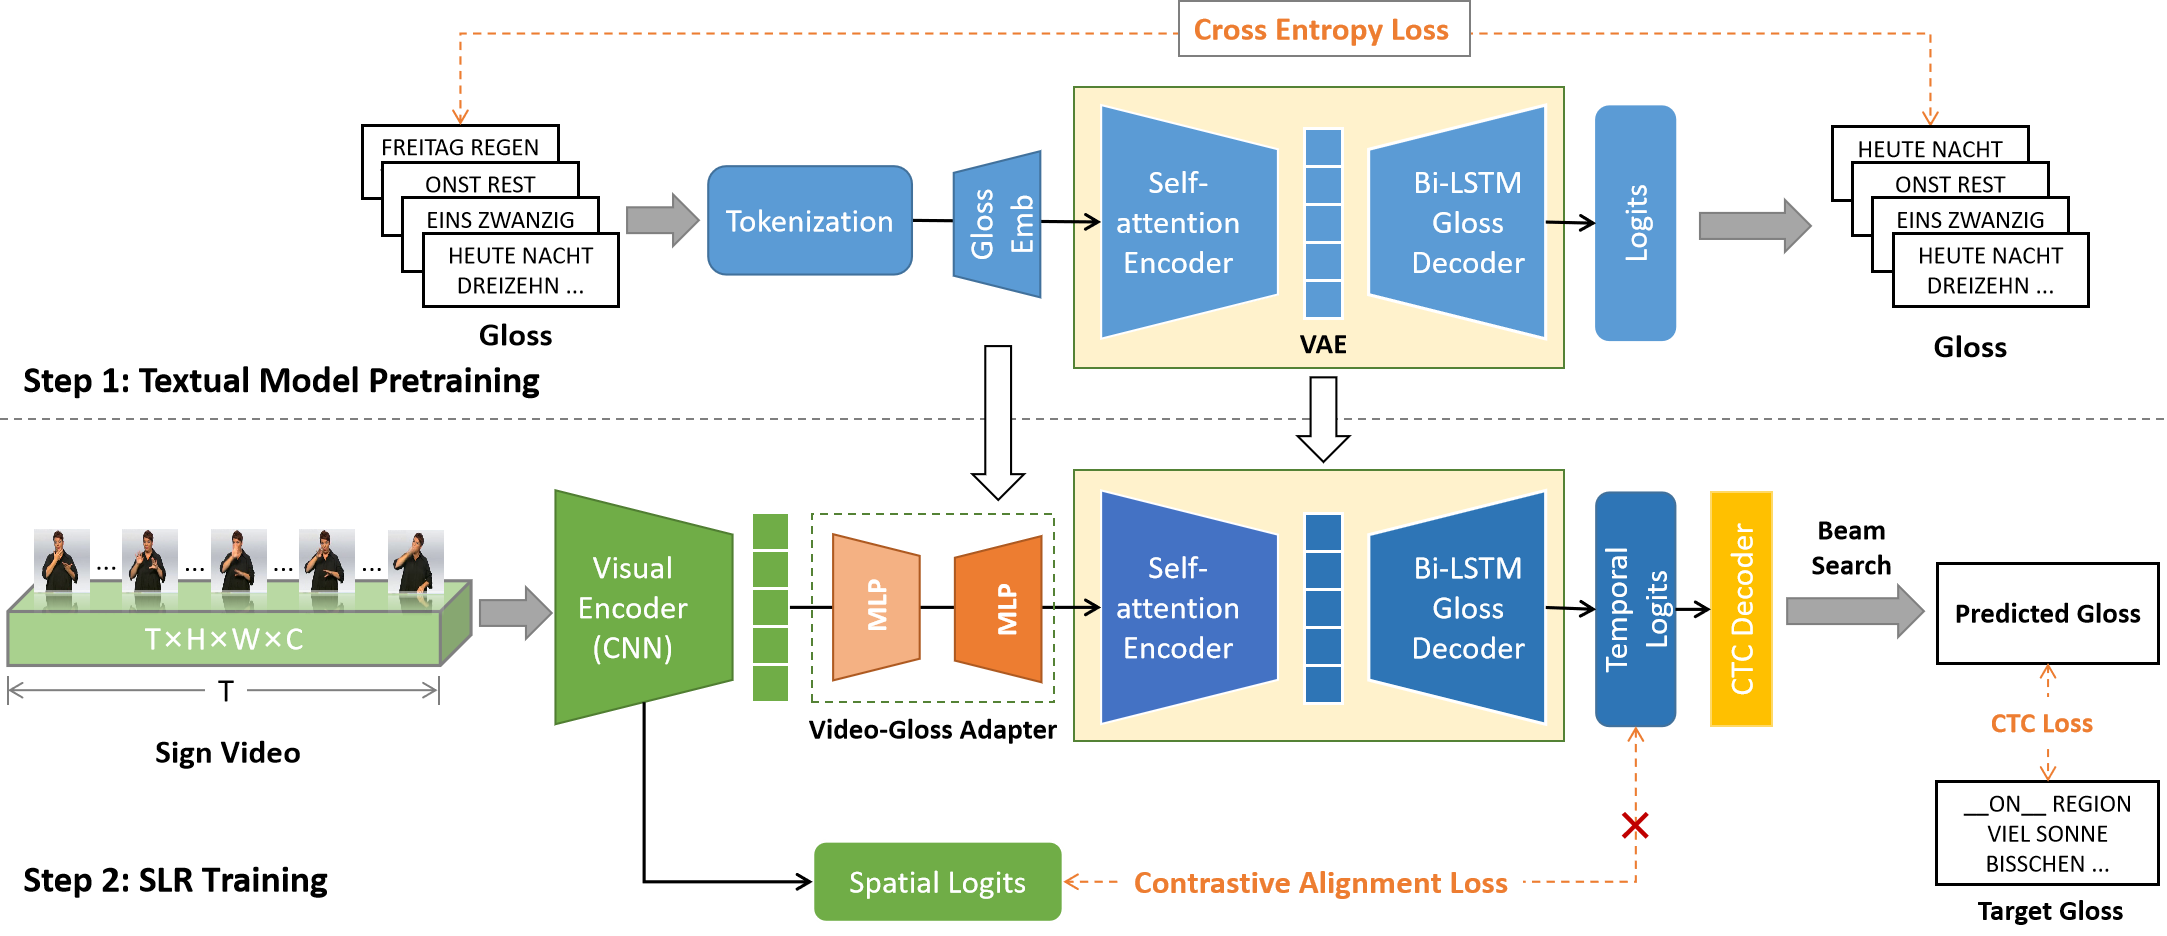 Cross Entropy Loss
FREITAG REGEN
ONST REST
EINS ZWANZIG
HEUTE NACHT
DREIZEHN ...
Gloss
Tokenization
Gloss
Emb
Self-
attention
Encoder
VAE
Bi-LSTM
Gloss
Decoder
Logits
HEUTE NACHT
ONST REST
EINS ZWANZIG
HEUTE NACHT
DREIZEHN ...
Gloss
Step 1: Textual Model Pretraining
... ... ... ...
T×H×W×C
T
Sign Video
Visual
Encoder
(CNN)
MLP
MLP
Video-Gloss Adapter
Self-
attention
Encoder
Bi-LSTM
Gloss
Decoder
Temporal
Logits
CTC Decoder
Beam
Search
Predicted Gloss
CTC Loss
__ON__ REGION
VIEL SONNE
BISSCHEN ...
Target Gloss
Spatial Logits
Contrastive Alignment Loss
Step 2: SLR Training